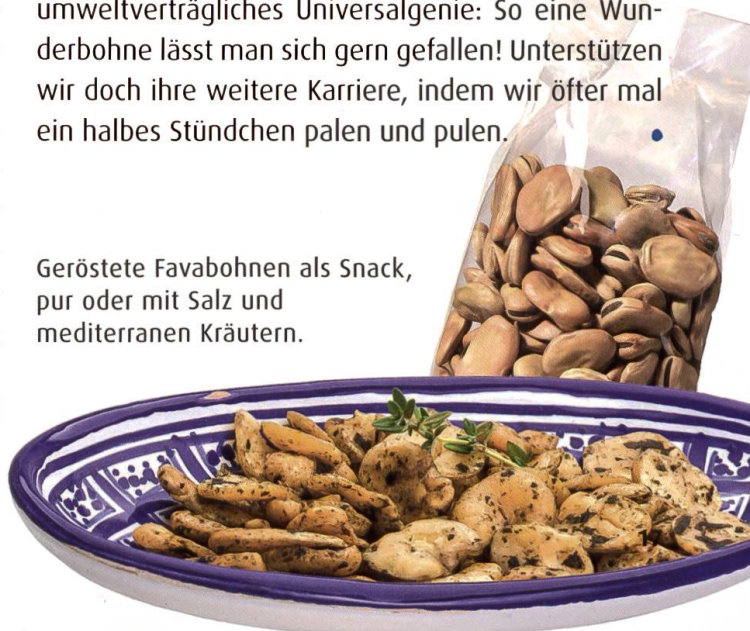 umweltverträgliches Universalgenie: So eine Wun-
derbohne lässt man sich gern gefallen! Unterstützen
wir doch ihre weitere Karriere, indem wir öfter mal
ein halbes Stündchen palen und pulen.
Geröstete Favabohnen als Snack,
pur oder mit Salz und
mediterranen Kräutern.